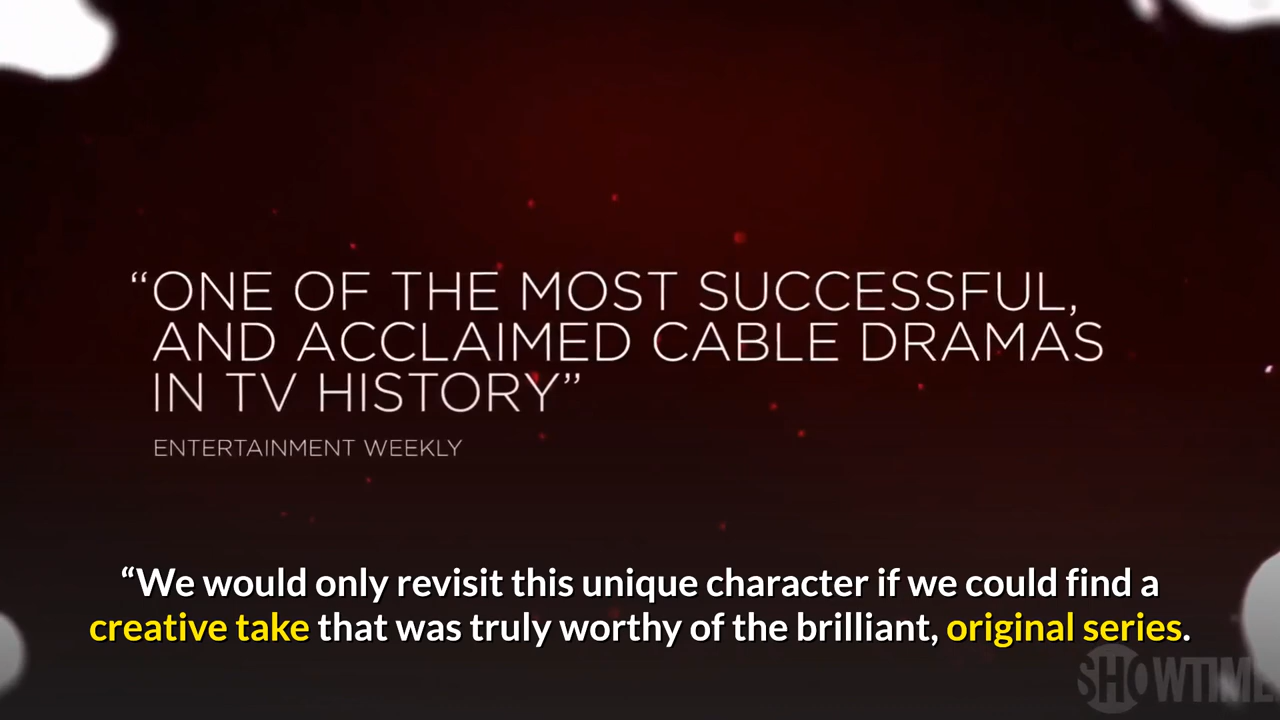 “ONE OF THE MOST SUCCESSFUL,
AND ACCLAIMED CABLE DRAMAS
IN TV HISTORY”
ENTERTAINMENT WEEKLY
“We would only revisit this unique character if we could find a
creative take that was truly worthy of the brilliant, original series.
SHOWTIME